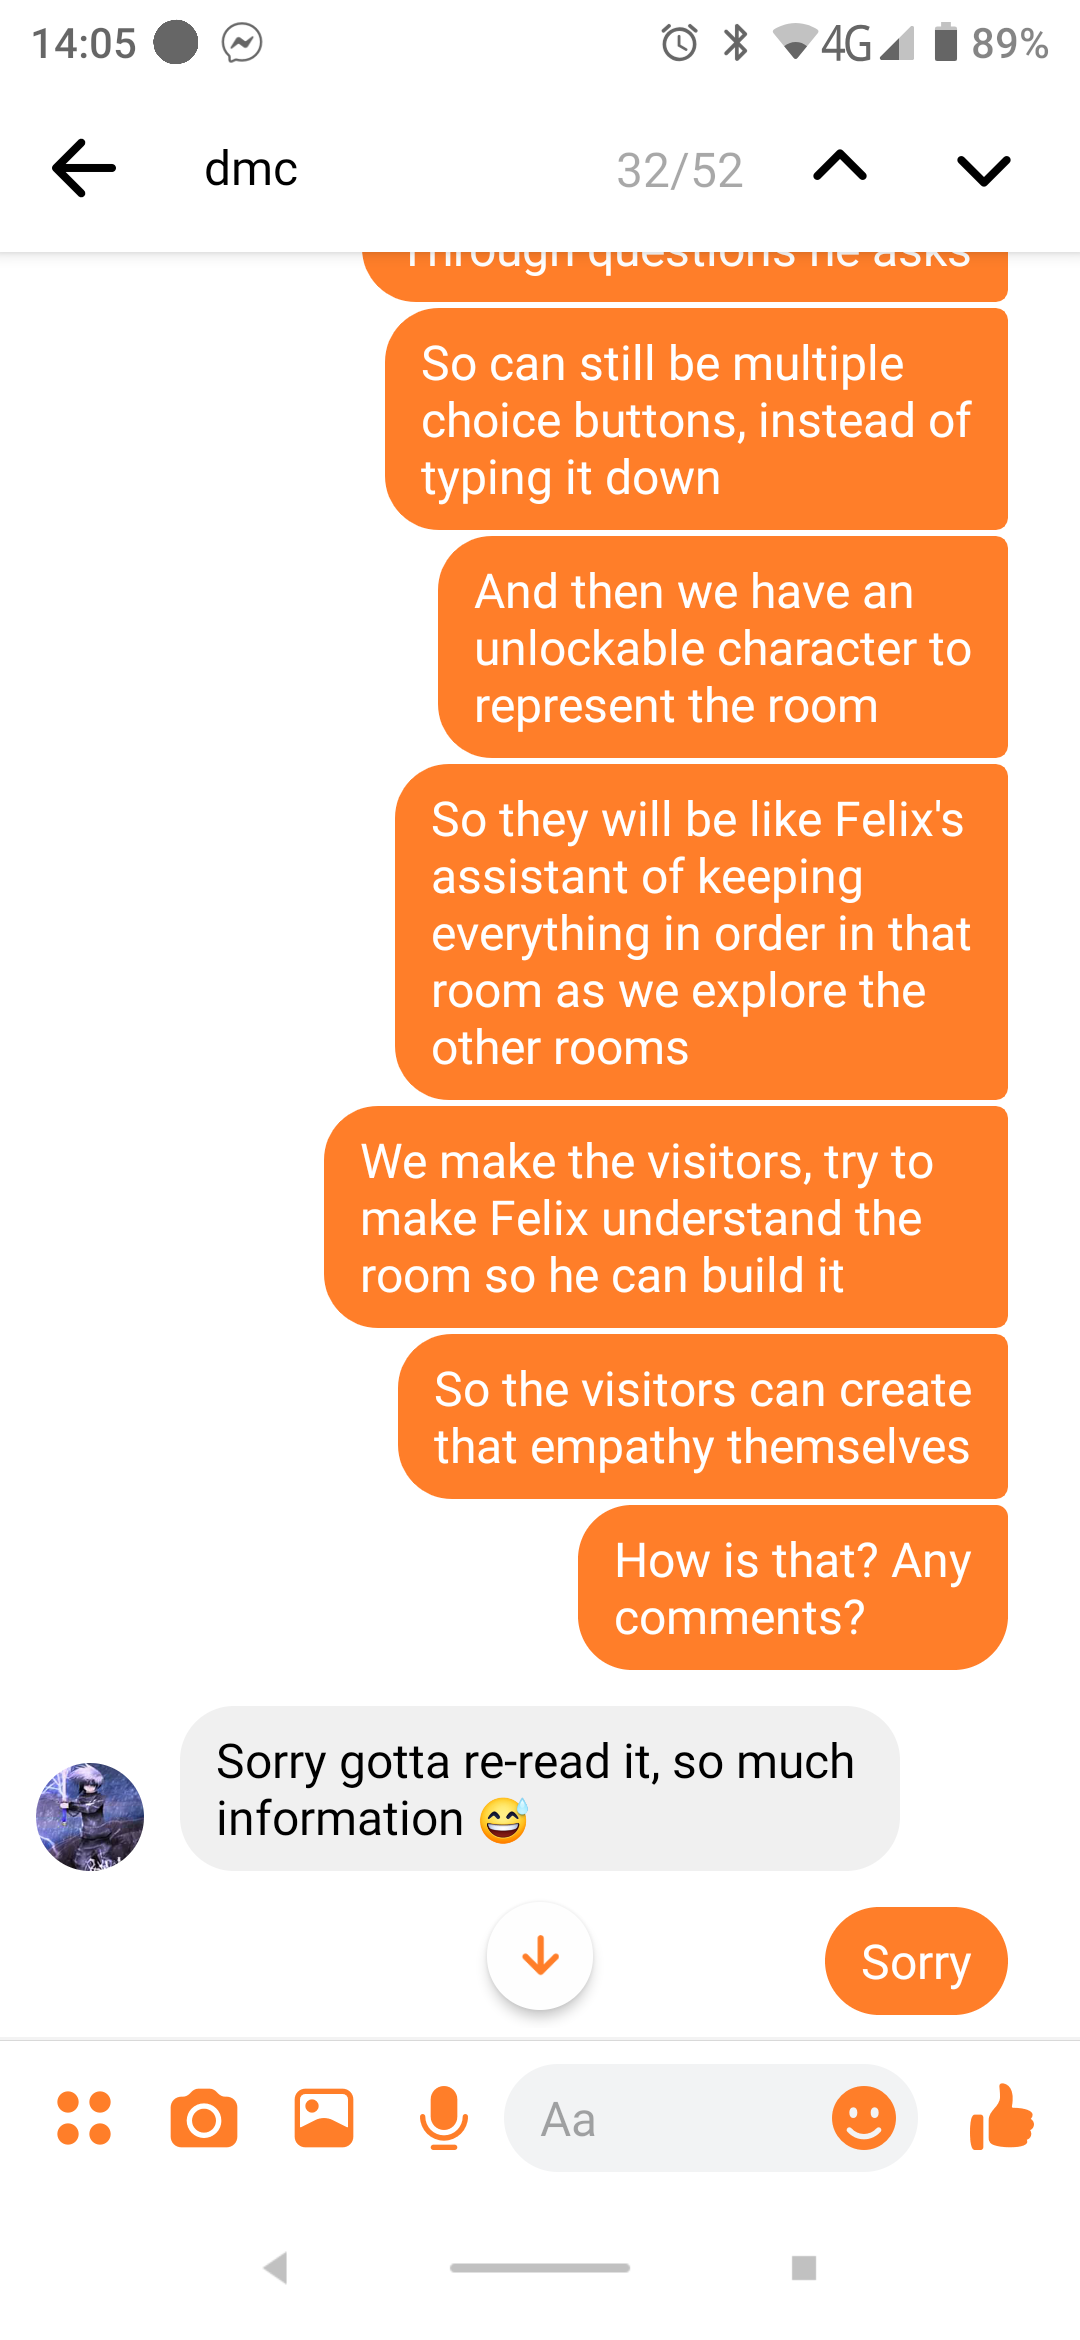 14:05
4G
89%
dmc
32/52
Through questions he asks
So can still be multiple
choice buttons, instead of
typing it down
And then we have an
unlockable character to
represent the room
So they will be like Felix's
assistant of keeping
everything in order in that
room as we explore the
other rooms
We make the visitors, try to
make Felix understand the
room so he can build it
So the visitors can create
that empathy themselves
How is that? Any
comments?
Sorry gotta re-read it, so much
information 😅
Sorry
Aa